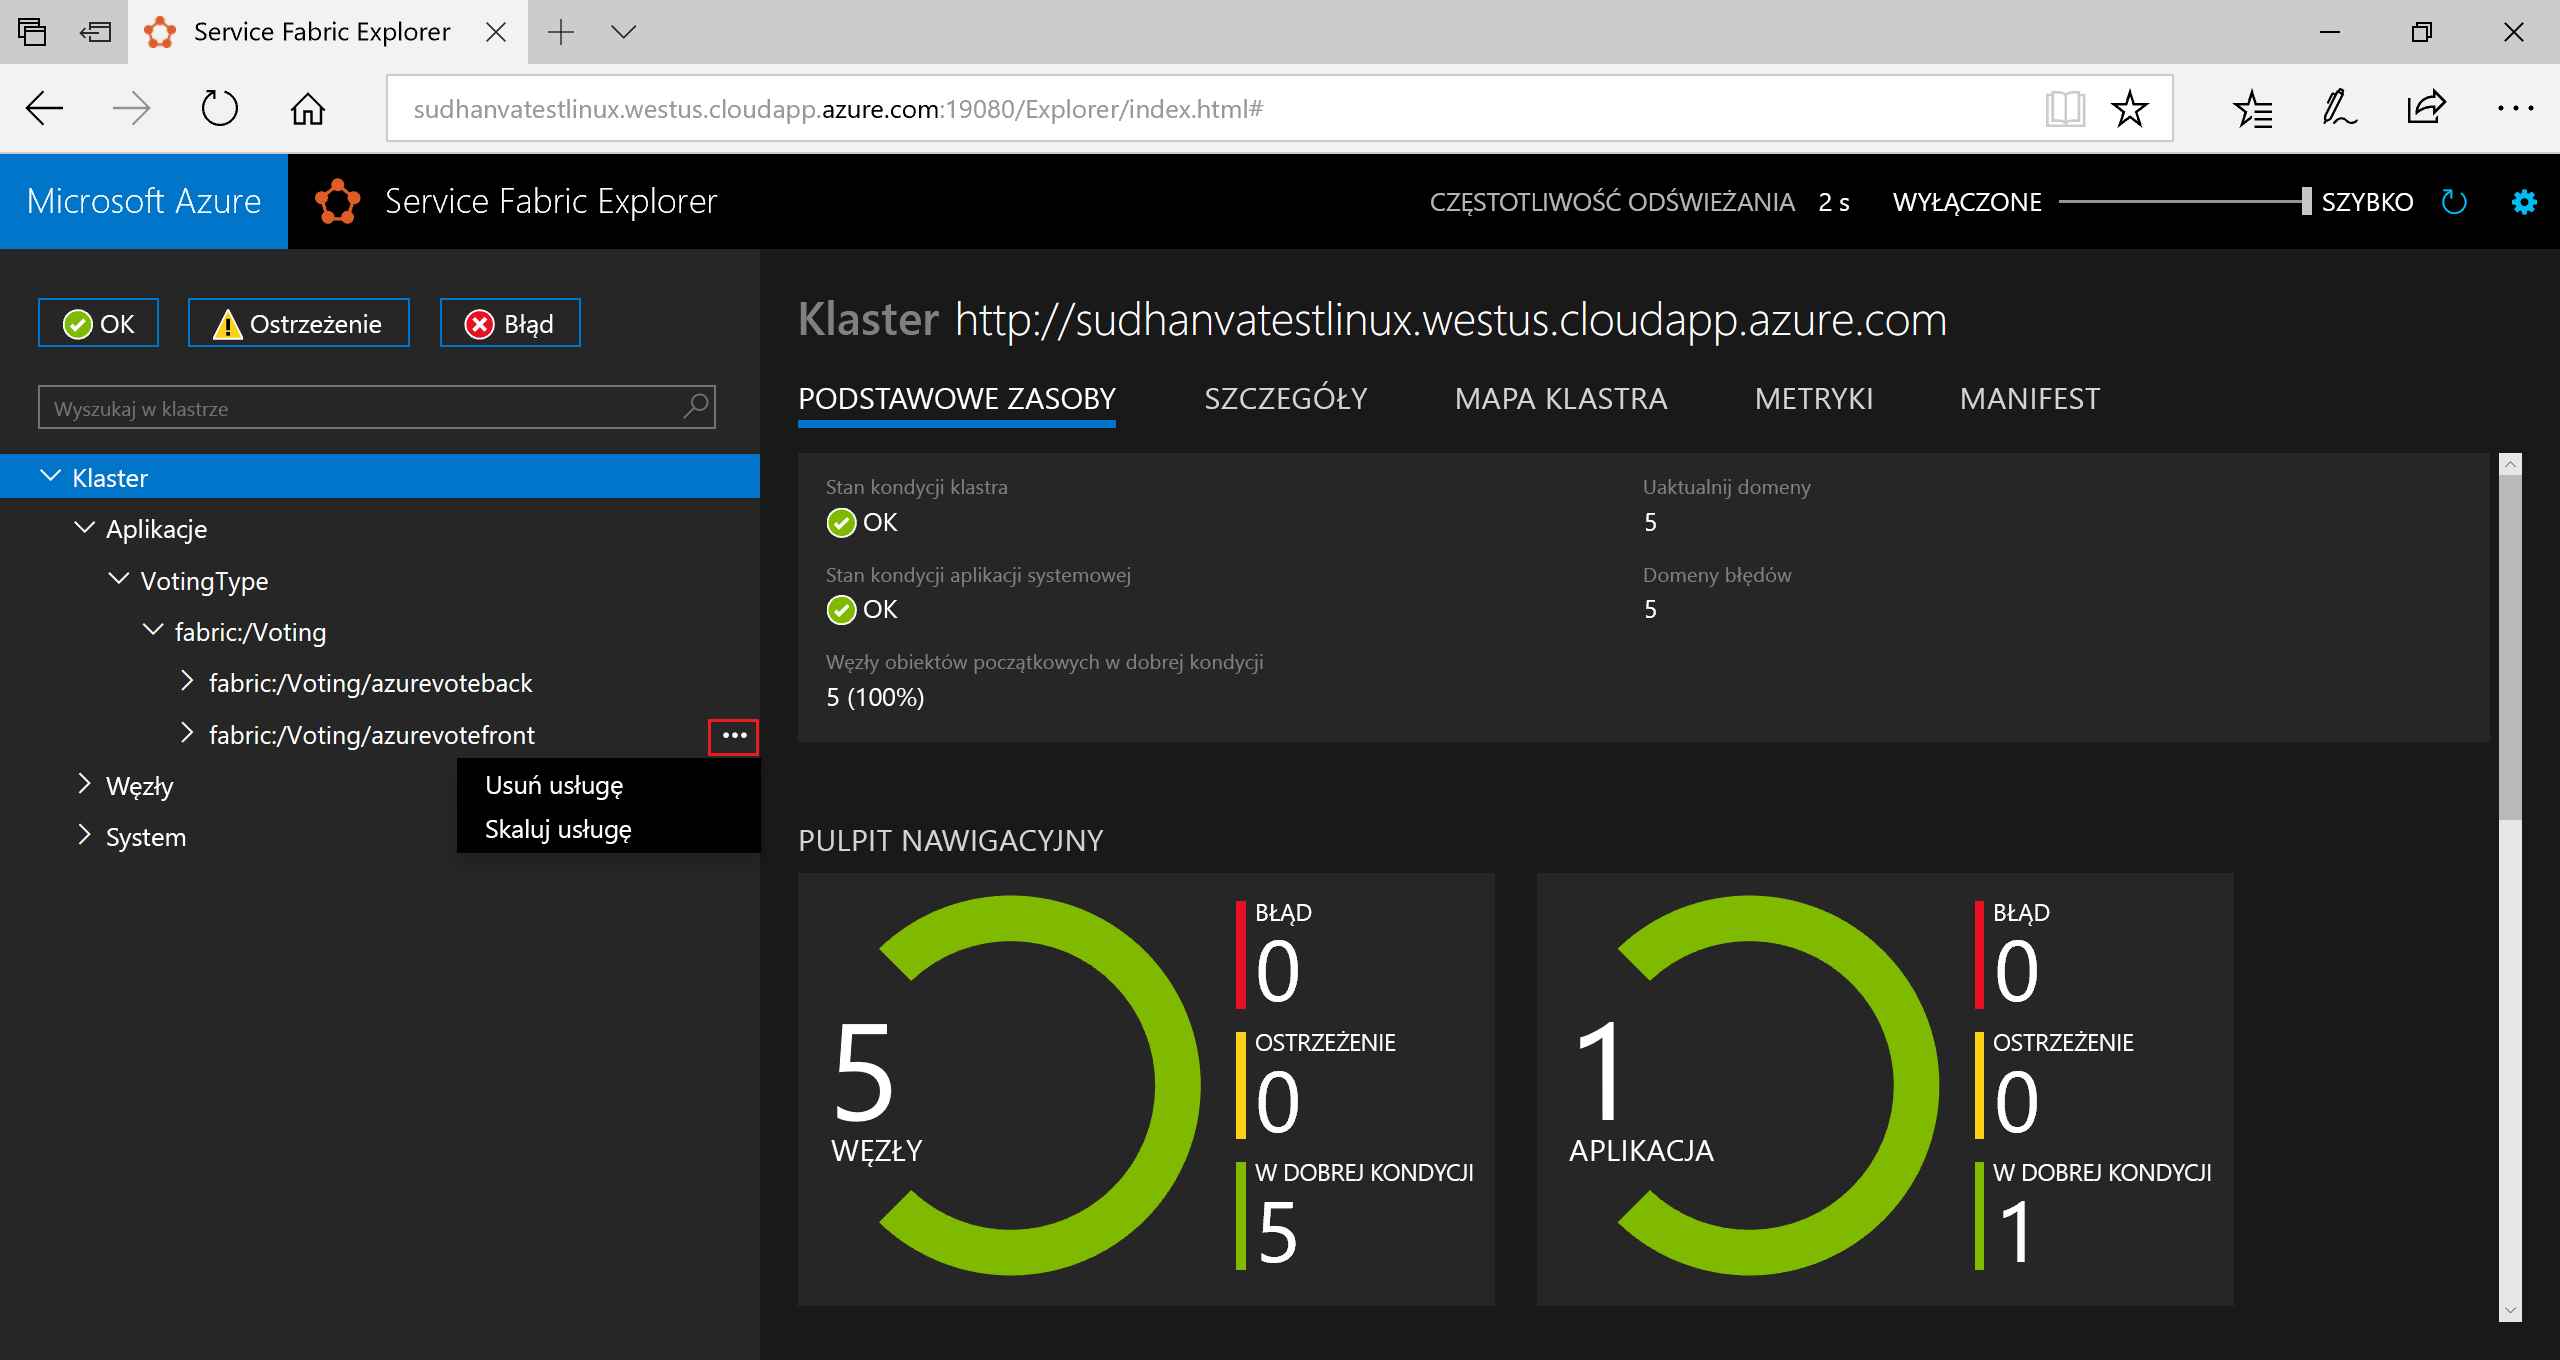 Service Fabric Explorer
sudhanvatestlinux.westus.cloudapp.azure.com:19080/Explorer/index.html#
Microsoft Azure
Service Fabric Explorer
CZĘSTOTLIWOŚĆ ODŚWIEŻANIA 2 s WYŁĄCZONE SZYBKO
OK
Ostrzeżenie
Błąd
Wyszukaj w klastrze
Klaster
Aplikacje
VotingType
fabric:/Voting
fabric:/Voting/azurevoteback
fabric:/Voting/azurevotefront
Usuń usługę
Skaluj usługę
Węzły
System
Klaster http://sudhanvatestlinux.westus.cloudapp.azure.com
PODSTAWOWE ZASOBY SZCZEGÓŁY MAPA KLASTRA METRYKI MANIFEST
Stan kondycji klastra
OK
Uaktualnij domeny
5
Stan kondycji aplikacji systemowej
OK
Domeny błędów
5
Węzły obiektów początkowych w dobrej kondycji
5 (100%)
PULPIT NAWIGACYJNY
5
WĘZŁY
BŁĄD
0
OSTRZEŻENIE
0
W DOBREJ KONDYCJI
5
1
APLIKACJA
BŁĄD
0
OSTRZEŻENIE
0
W DOBREJ KONDYCJI
1